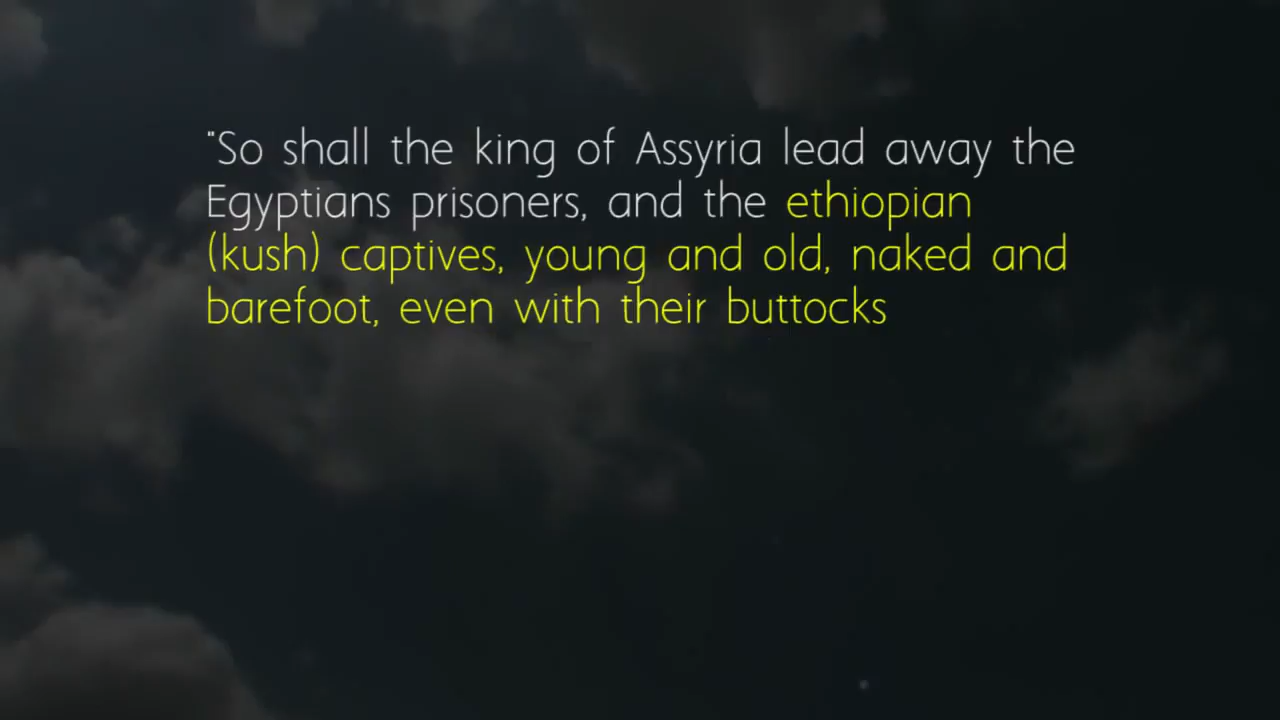 "So shall the king of Assyria lead away the
Egyptians prisoners, and the ethiopian
(kush) captives, young and old, naked and
barefoot, even with their buttocks